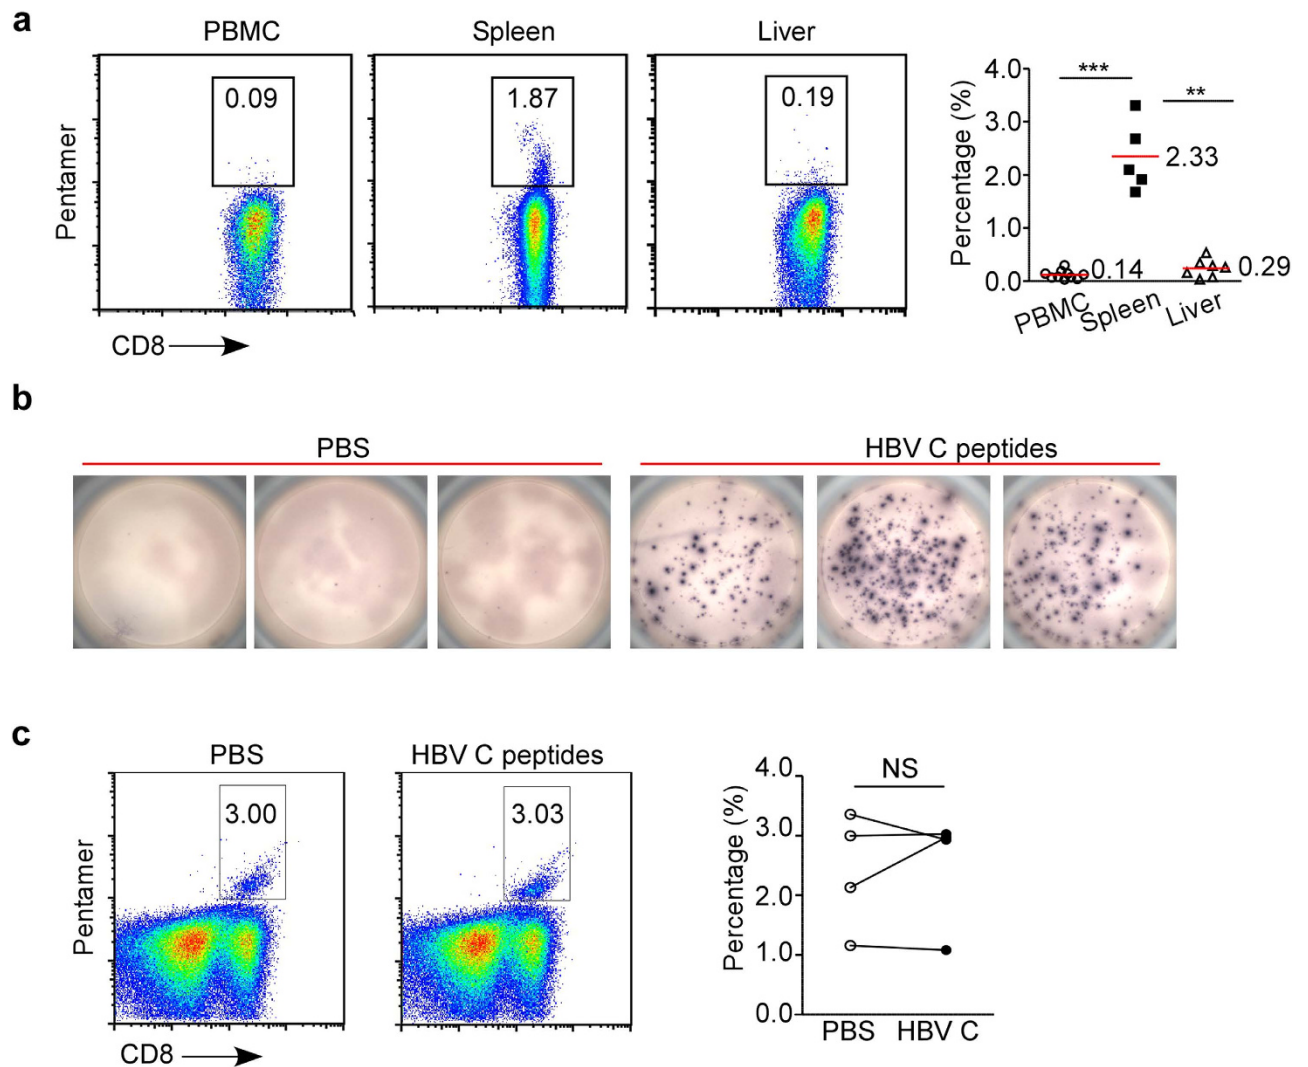 a
PBMC Spleen Liver
0.09 1.87 0.19
Pentamer
CD8
4.0
3.0
2.0
1.0
0.0
Percentage (%)
***
**
2.33
0.14
0.29
PBMC Spleen Liver
b
PBS HBV C peptides
c
PBS HBV C peptides
3.00 3.03
Pentamer
CD8
4.0
3.0
2.0
1.0
0.0
Percentage (%)
NS
PBS HBV C